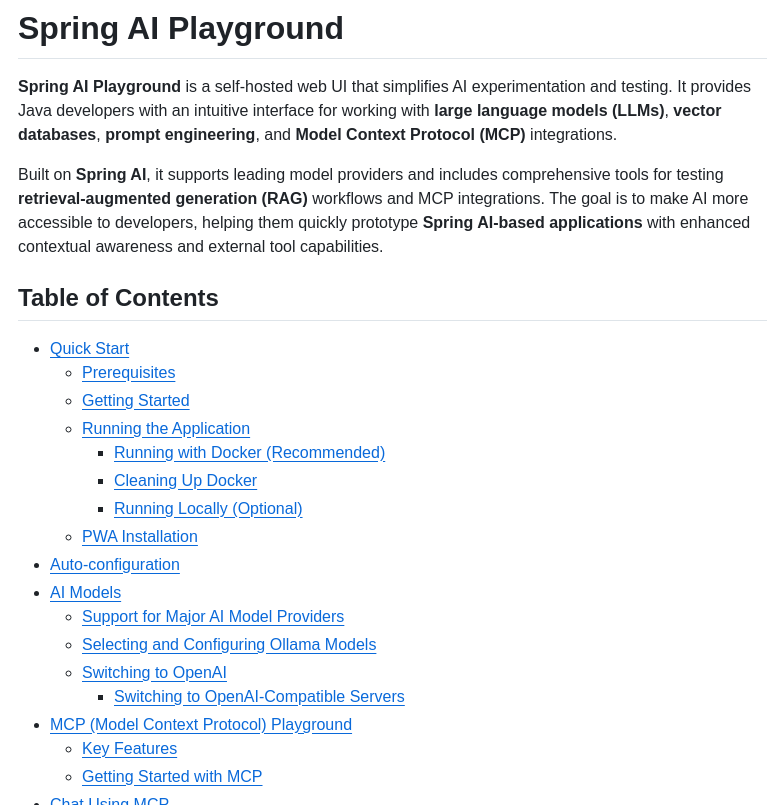 Spring AI Playground
Spring AI Playground is a self-hosted web UI that simplifies AI experimentation and testing. It provides
Java developers with an intuitive interface for working with large language models (LLMs), vector
databases, prompt engineering, and Model Context Protocol (MCP) integrations.
Built on Spring AI, it supports leading model providers and includes comprehensive tools for testing
retrieval-augmented generation (RAG) workflows and MCP integrations. The goal is to make AI more
accessible to developers, helping them quickly prototype Spring AI-based applications with enhanced
contextual awareness and external tool capabilities.
Table of Contents
Quick Start
Prerequisites
Getting Started
Running the Application
Running with Docker (Recommended)
Cleaning Up Docker
Running Locally (Optional)
PWA Installation
Auto-configuration
AI Models
Support for Major AI Model Providers
Selecting and Configuring Ollama Models
Switching to OpenAI
Switching to OpenAI-Compatible Servers
MCP (Model Context Protocol) Playground
Key Features
Getting Started with MCP
Chat Using MCP